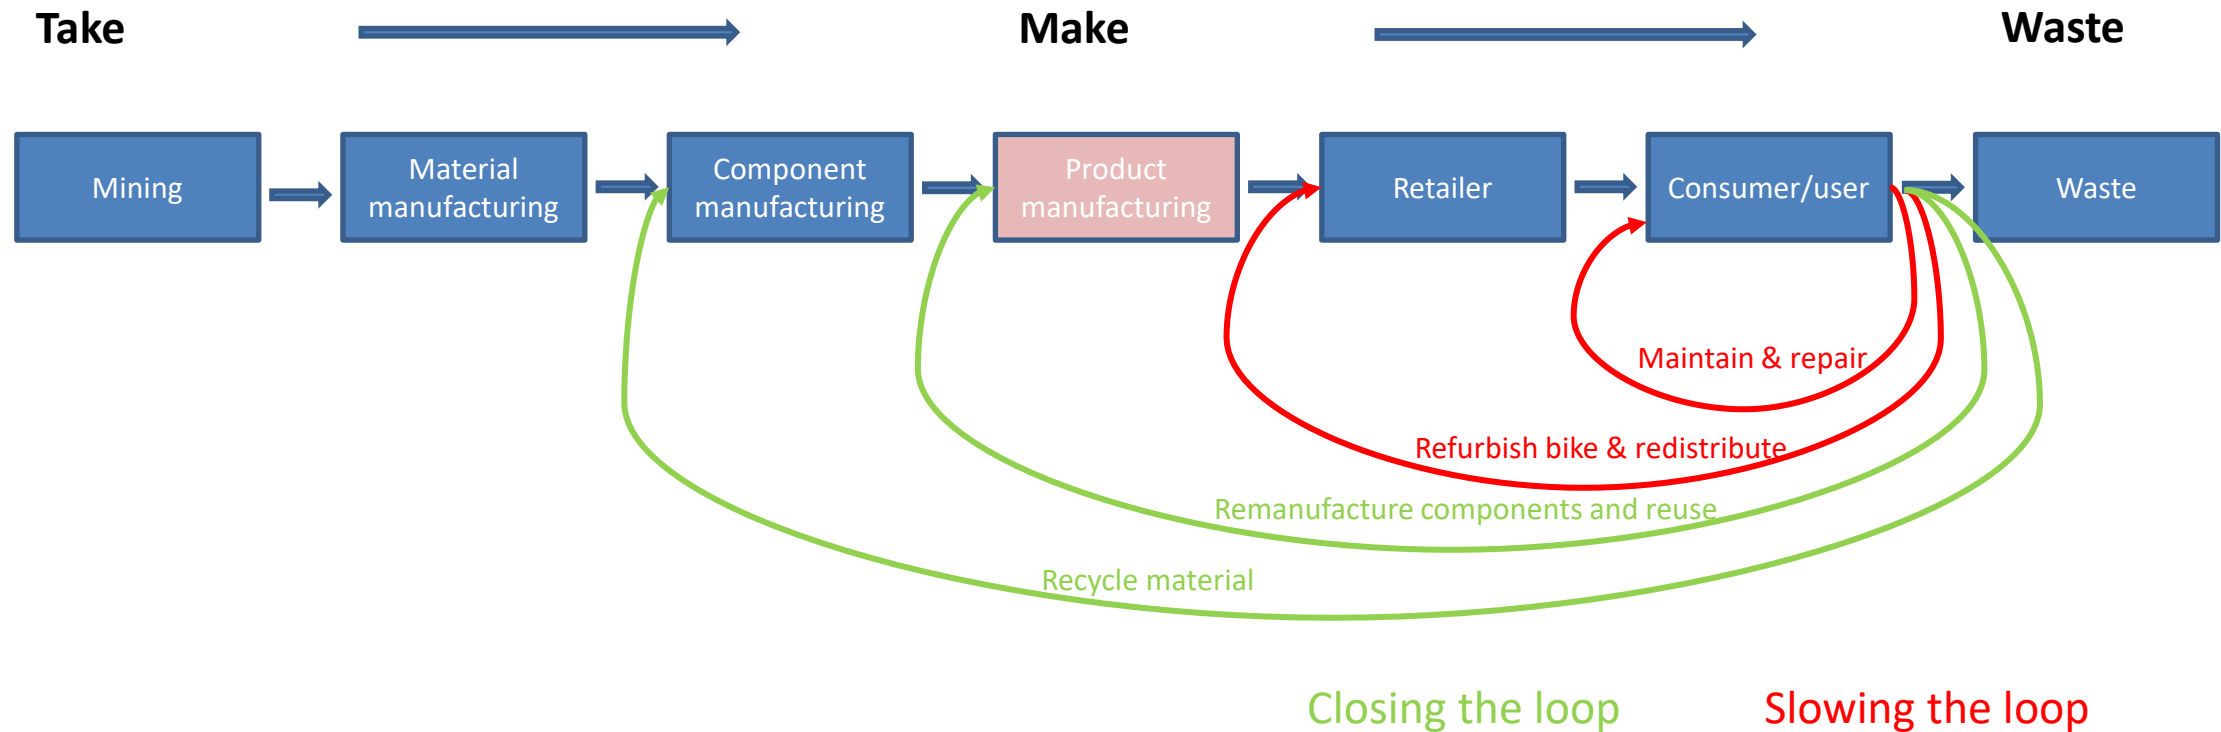 Take
Make
Waste
Mining
Material
manufacturing
Component
manufacturing
Product
manufacturing
Retailer
Consumer/user
Waste
Maintain & repair
Refurbish bike & redistribute
Remanufacture components and reuse
Recycle material
Closing the loop
Slowing the loop